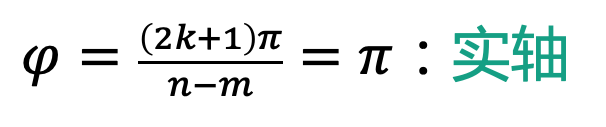 φ = (2k+1)π / n−m = π：实轴